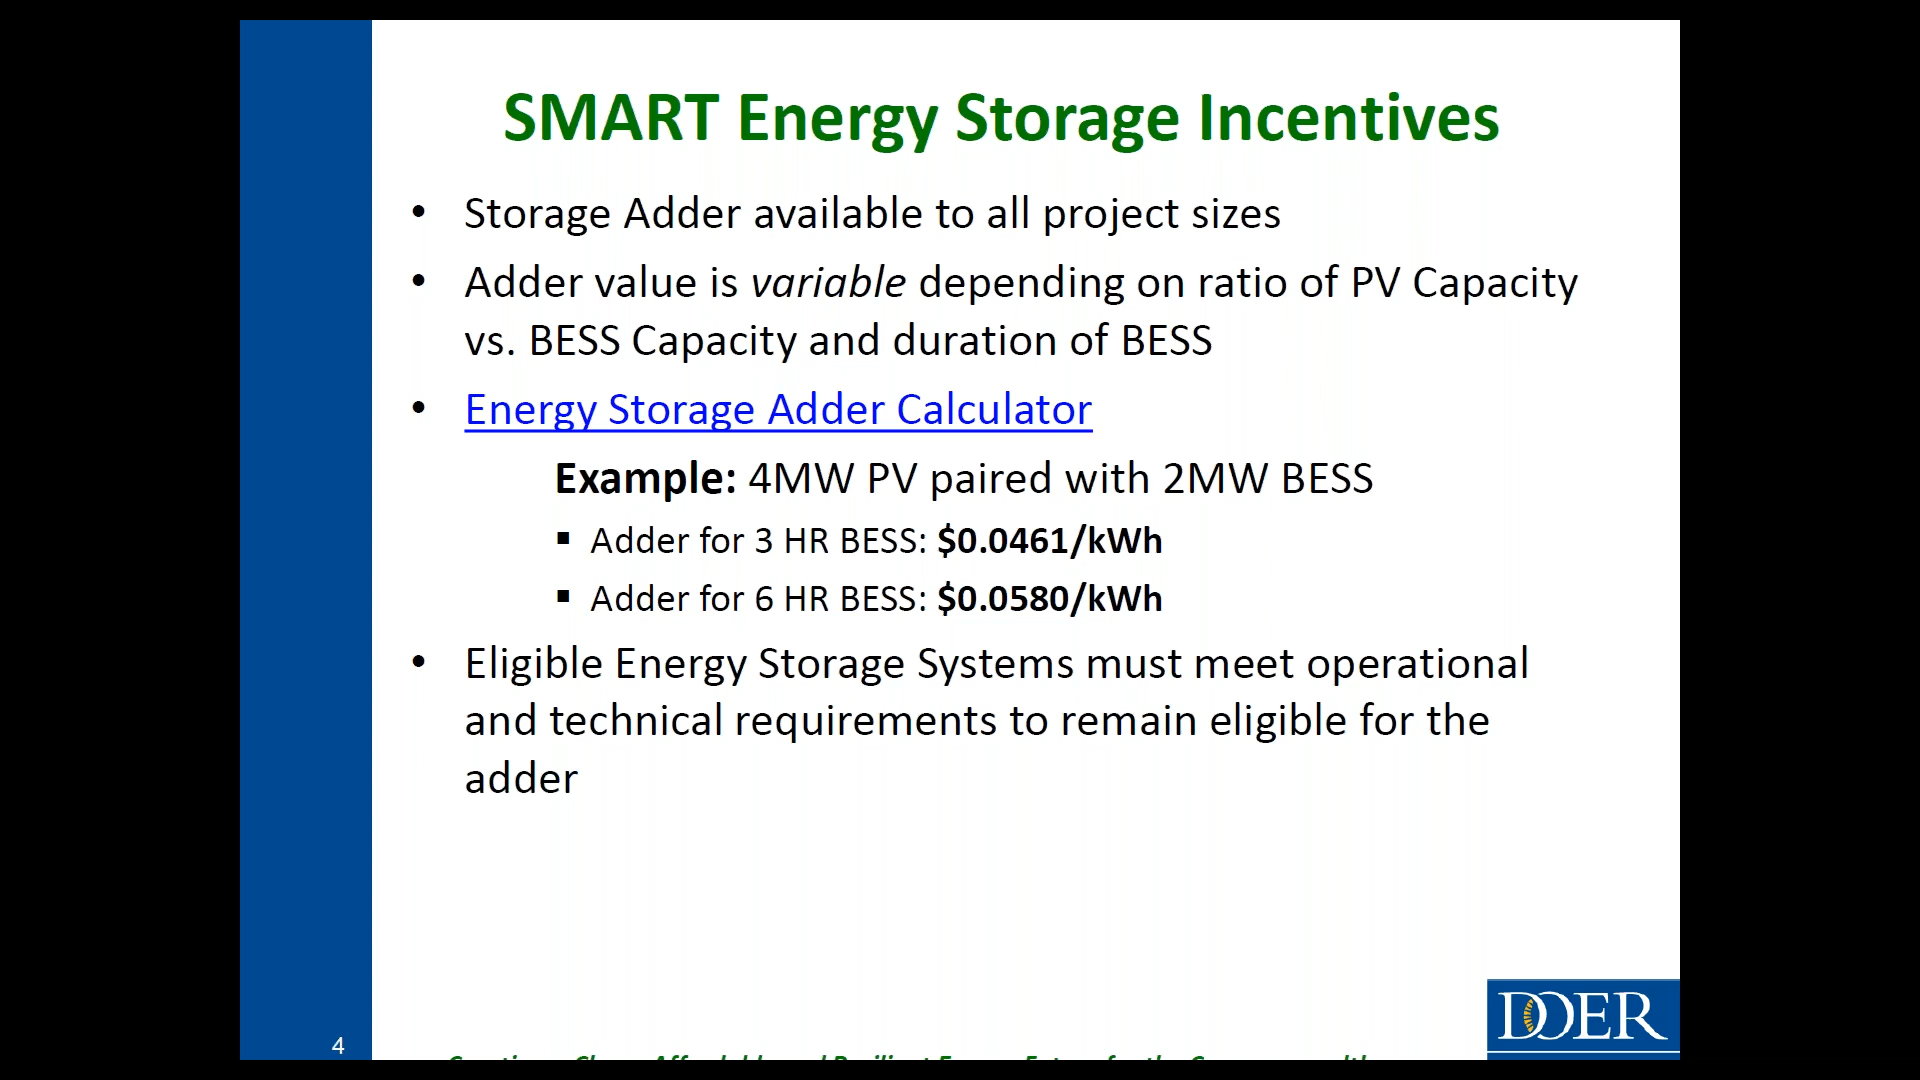 SMART Energy Storage Incentives
• Storage Adder available to all project sizes
• Adder value is variable depending on ratio of PV Capacity
vs. BESS Capacity and duration of BESS
• Energy Storage Adder Calculator
Example: 4MW PV paired with 2MW BESS
▪ Adder for 3 HR BESS: $0.0461/kWh
▪ Adder for 6 HR BESS: $0.0580/kWh
• Eligible Energy Storage Systems must meet operational
and technical requirements to remain eligible for the
adder
4
DOER